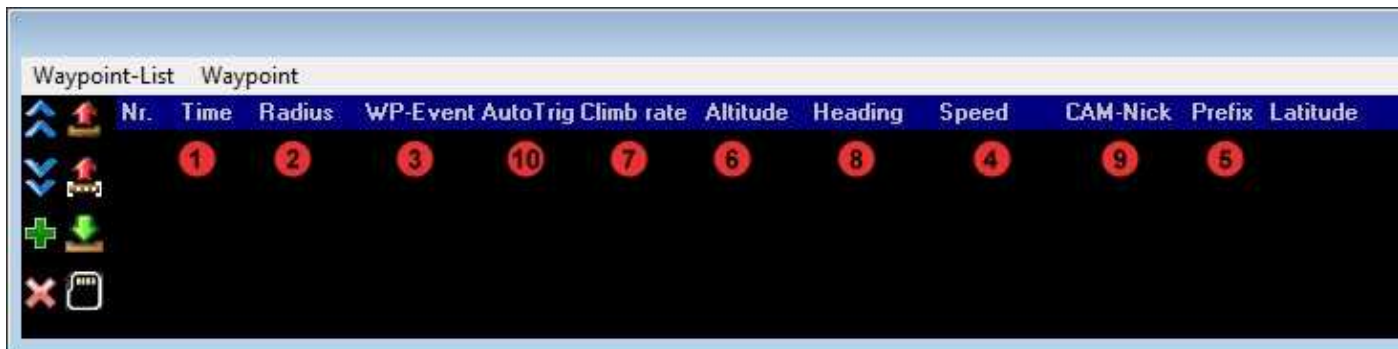 Waypoint-List Waypoint
Nr. Time Radius WP-Event AutoTrig Climb rate Altitude Heading Speed CAM-Nick Prefix Latitude
1 2 3 10 7 6 8 4 9 5